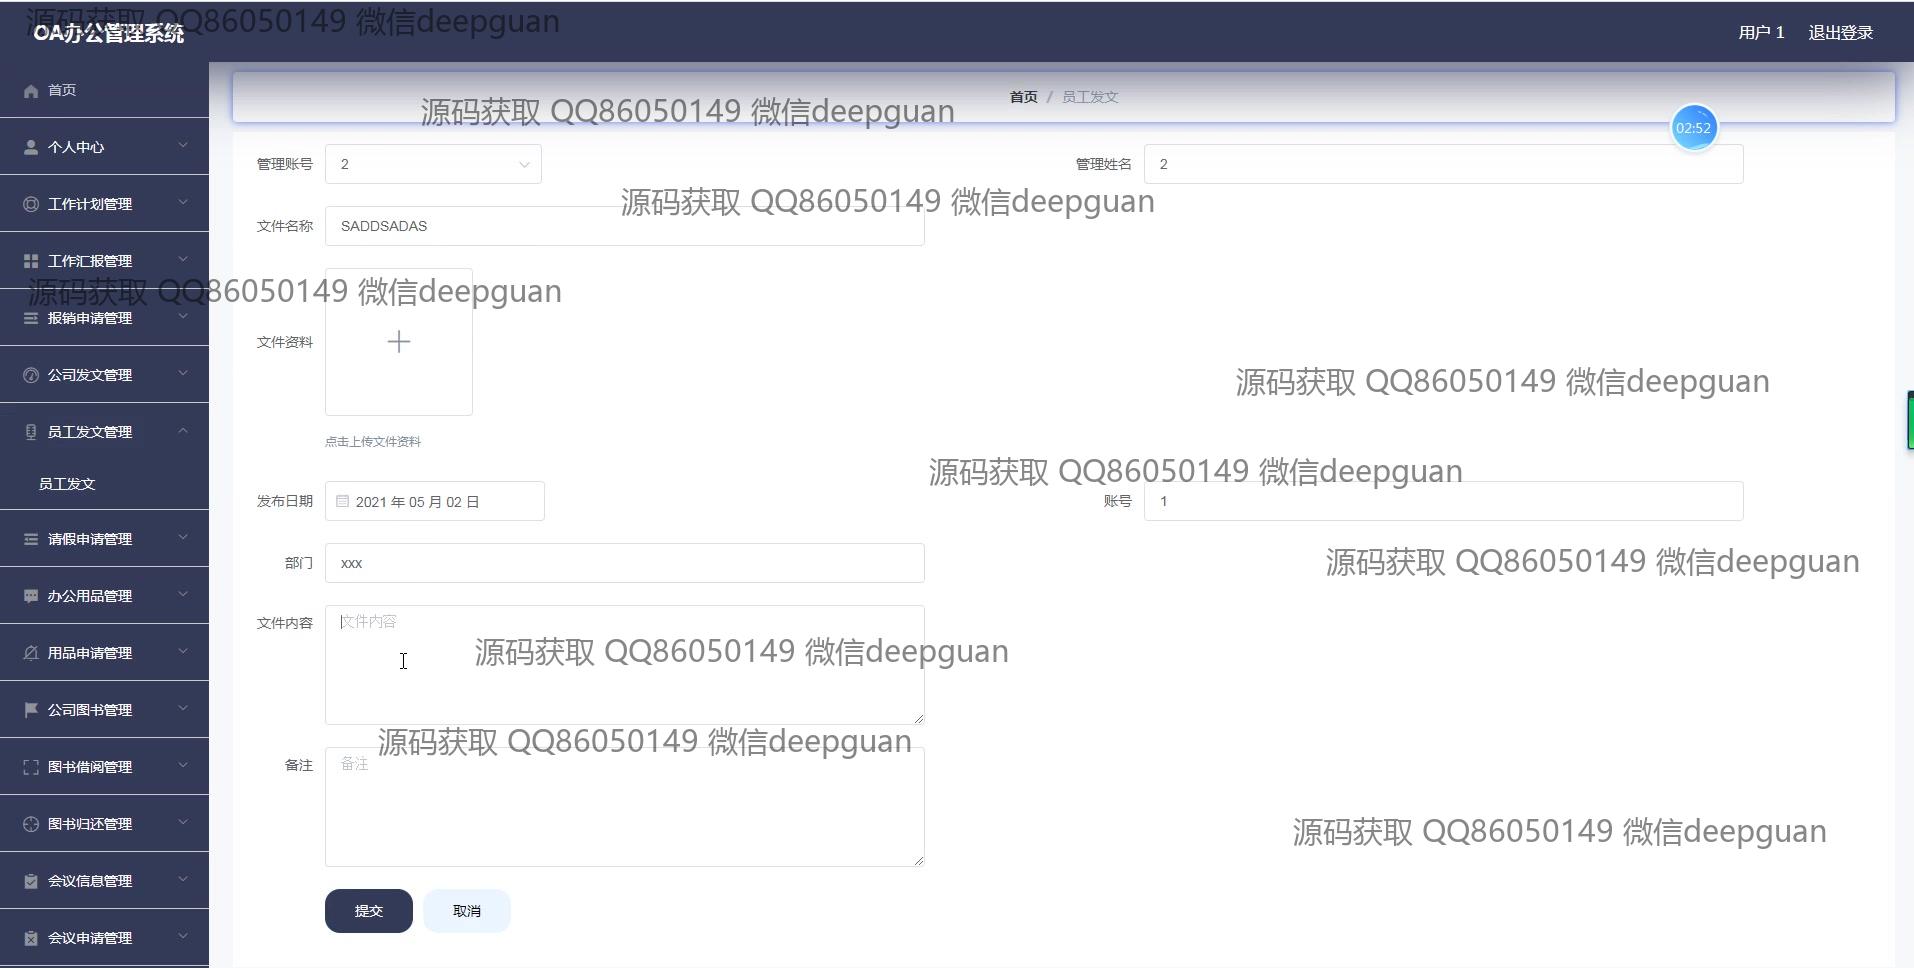 源码获取 QQ86050149 微信deepguan
OA办公管理系统
用户 1
退出登录
首页
个人中心
工作计划管理
工作汇报管理
报销申请管理
公司发文管理
员工发文管理
员工发文
请假申请管理
办公用品管理
用品申请管理
公司图书管理
图书借阅管理
图书归还管理
会议信息管理
会议申请管理
首页 / 员工发文
源码获取 QQ86050149 微信deepguan
02:52
管理账号 2
管理姓名 2
源码获取 QQ86050149 微信deepguan
文件名称 SADDSADAS
源码获取 QQ86050149 微信deepguan
文件资料
源码获取 QQ86050149 微信deepguan
点击上传文件资料
源码获取 QQ86050149 微信deepguan
发布日期 2021 年 05 月 02 日
账号 1
部门 xxx
源码获取 QQ86050149 微信deepguan
文件内容 文件内容
源码获取 QQ86050149 微信deepguan
源码获取 QQ86050149 微信deepguan
备注 备注
源码获取 QQ86050149 微信deepguan
提交
取消